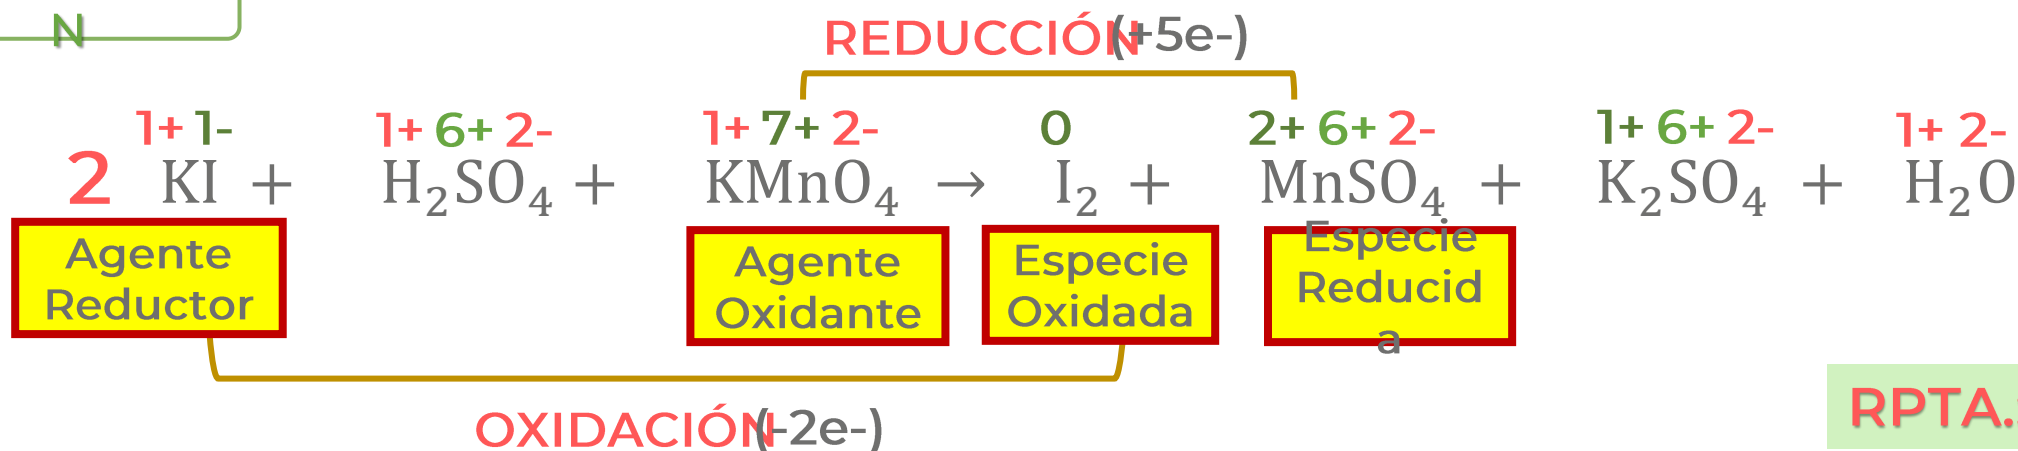 N
REDUCCIÓN (+5e-)
1+ 1- 1+ 6+ 2- 1+ 7+ 2- 0 2+ 6+ 2- 1+ 6+ 2- 1+ 2-
2 KI + H₂SO₄ + KMnO₄ → I₂ + MnSO₄ + K₂SO₄ + H₂O
Agente
Reductor
Agente
Oxidante
Especie
Oxidada
Especie
Reducid
a
OXIDACIÓN (-2e-)
RPTA.